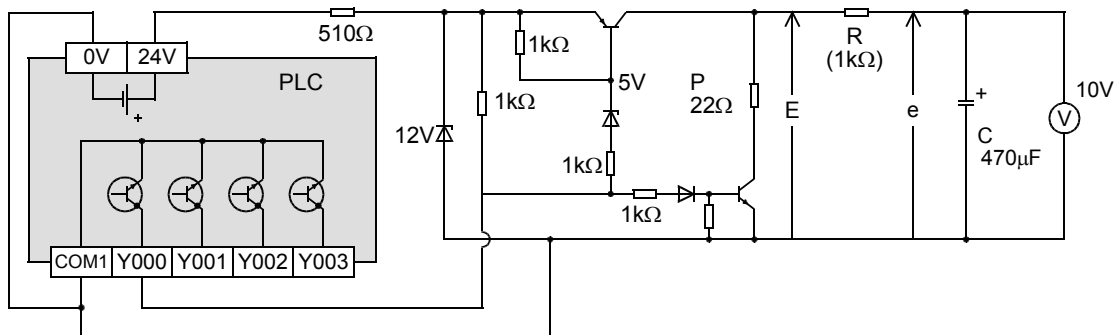 510Ω
0V 24V
PLC
+
1kΩ
5V
1kΩ
12V
1kΩ
P
22Ω
1kΩ
E
R
(1kΩ)
e
+
C
470µF
10V
V
COM1 Y000 Y001 Y002 Y003